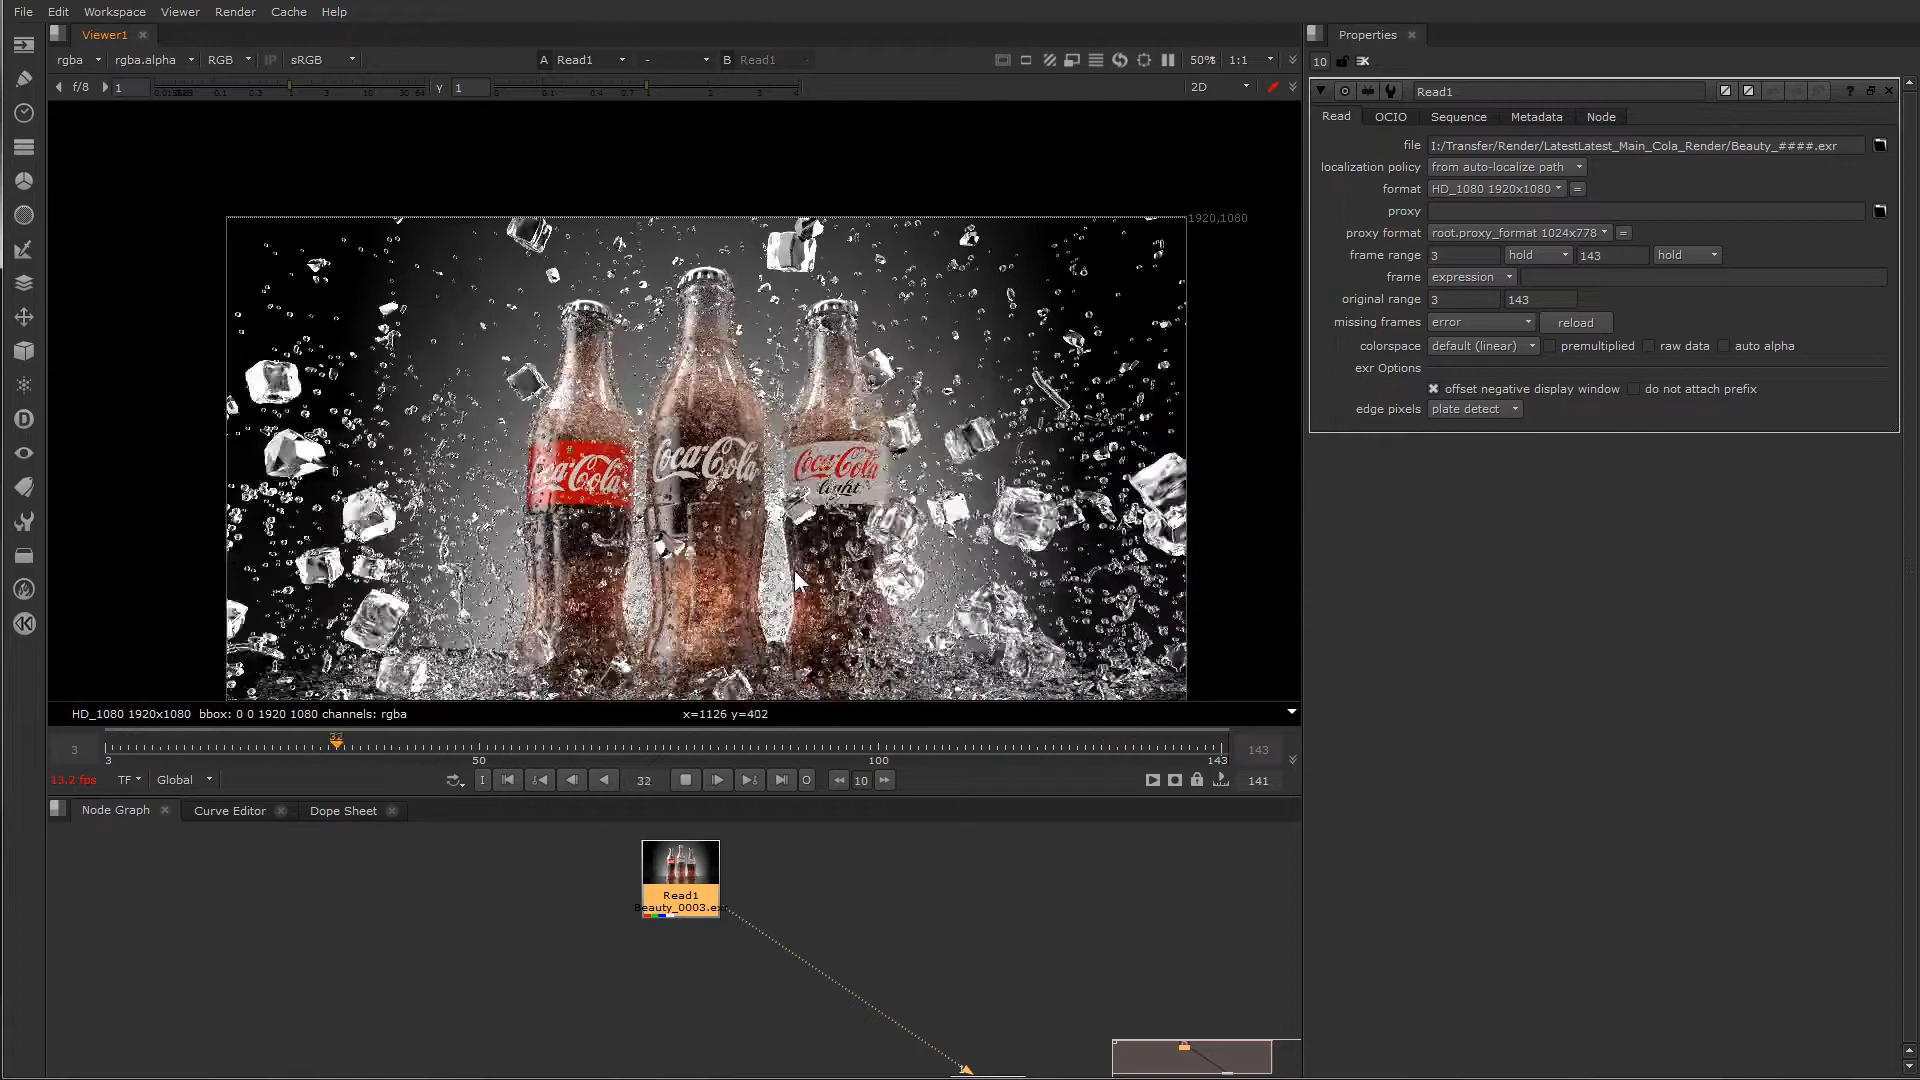 File Edit Workspace Viewer Render Cache Help
Viewer1
rgba rgba.alpha RGB IP sRGB A Read1 - B Read1 50% 1:1
f/8 1 y 1 2D
1920,1080
Coca-Cola
Coca-Cola
Coca-Cola
light
HD_1080 1920x1080 bbox: 0 0 1920 1080 channels: rgba x=1126 y=402
3 32 143
3 50 100 143
13.2 fps TF Global I 32 O 10 141
Node Graph Curve Editor Dope Sheet
Read1
Beauty_0003.exr
1
Properties
10
Read1
Read OCIO Sequence Metadata Node
file I:/Transfer/Render/LatestLatest_Main_Cola_Render/Beauty_####.exr
localization policy from auto-localize path
format HD_1080 1920x1080 =
proxy
proxy format root.proxy_format 1024x778 =
frame range 3 hold 143 hold
frame expression
original range 3 143
missing frames error reload
colorspace default (linear) premultiplied raw data auto alpha
exr Options
offset negative display window do not attach prefix
edge pixels plate detect